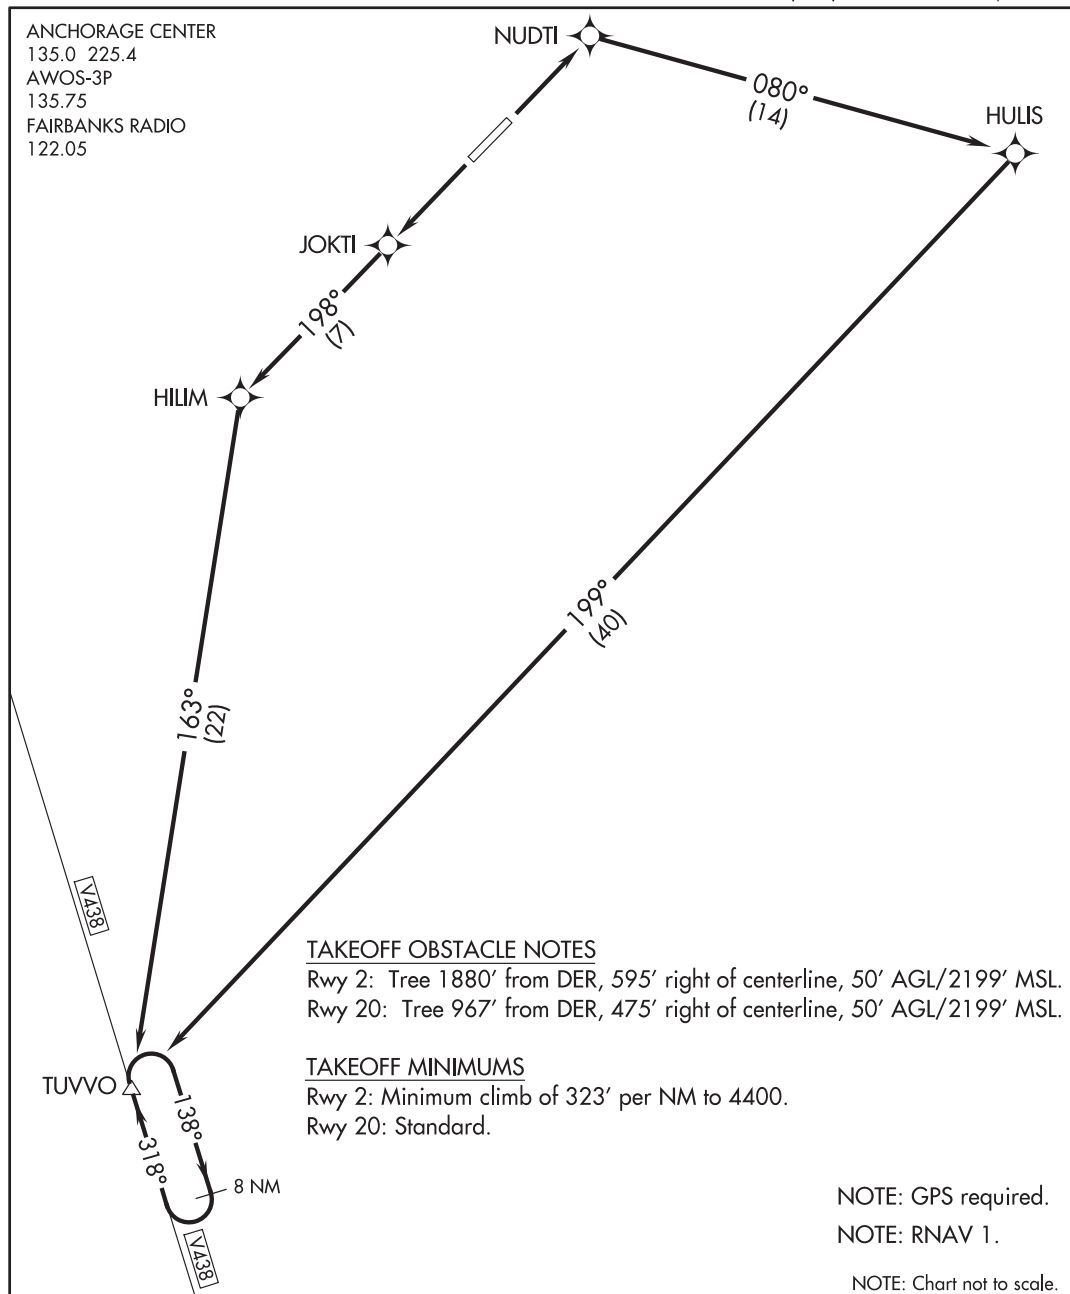 ANCHORAGE CENTER
135.0 225.4
AWOS-3P
135.75
FAIRBANKS RADIO
122.05
NUDTI
080°
(14)
HULIS
JOKTI
198°
(7)
HILIM
199°
(40)
163°
(22)
V438
TAKEOFF OBSTACLE NOTES
Rwy 2: Tree 1880' from DER, 595' right of centerline, 50' AGL/2199' MSL.
Rwy 20: Tree 967' from DER, 475' right of centerline, 50' AGL/2199' MSL.
TAKEOFF MINIMUMS
Rwy 2: Minimum climb of 323' per NM to 4400.
Rwy 20: Standard.
TUVVO
138°
318°
8 NM
V438
NOTE: GPS required.
NOTE: RNAV 1.
NOTE: Chart not to scale.